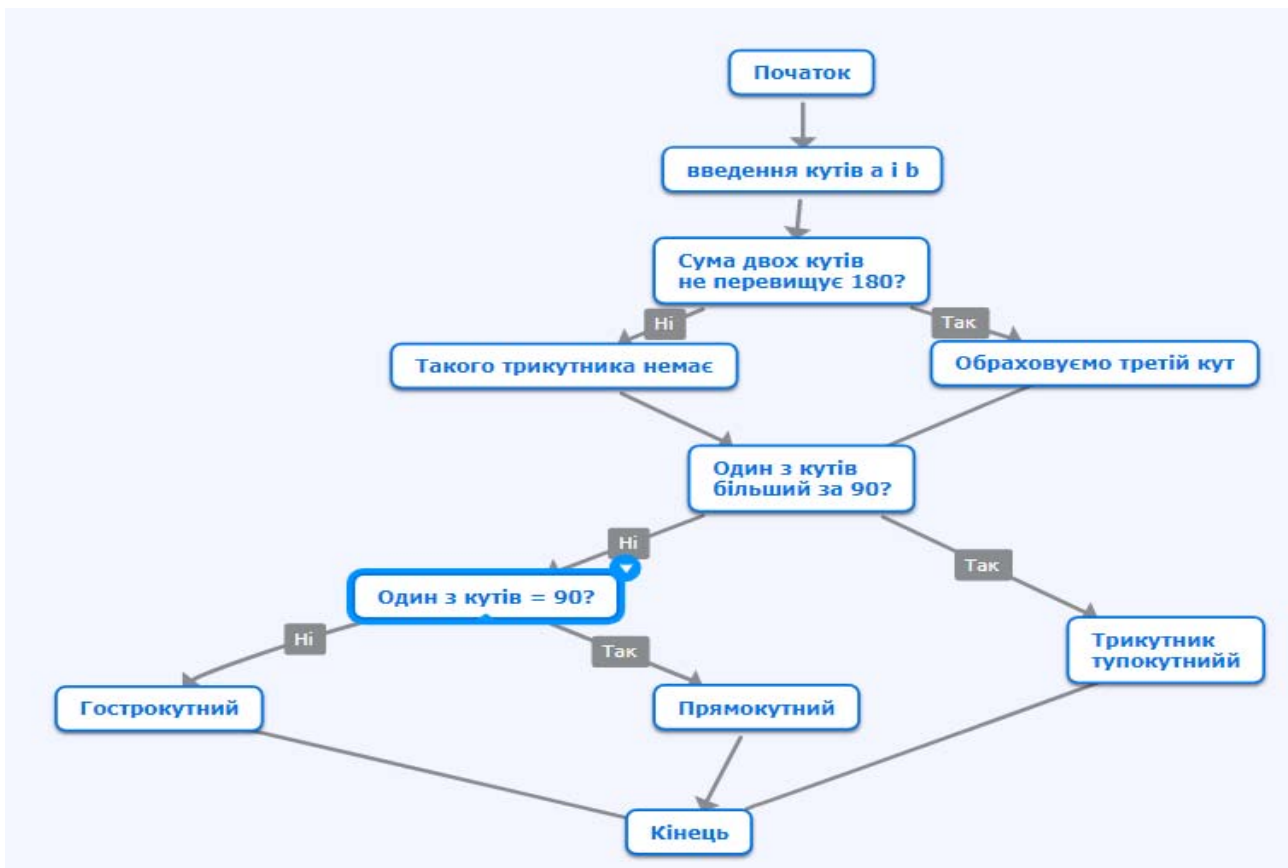 Початок
введення кутів a і b
Сума двох кутів
не перевищує 180?
Ні
Так
Такого трикутника немає
Обраховуємо третій кут
Один з кутів
більший за 90?
Ні
Так
Один з кутів = 90?
Ні
Так
Трикутник
тупокутнийй
Гострокутний
Прямокутний
Кінець